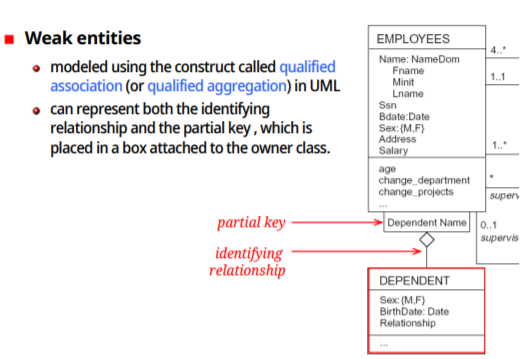 Weak entities
modeled using the construct called qualified
association (or qualified aggregation) in UML
can represent both the identifying
relationship and the partial key , which is
placed in a box attached to the owner class.
EMPLOYEES
Name: NameDom
Fname
Minit
Lname
Ssn
Bdate:Date
Sex:{M,F}
Address
Salary
age
change_department
change_projects
...
4..*
1..1
1..*
*
superv
0..1
supervis
partial key
Dependent Name
identifying
relationship
DEPENDENT
Sex:{M,F}
BirthDate: Date
Relationship
...